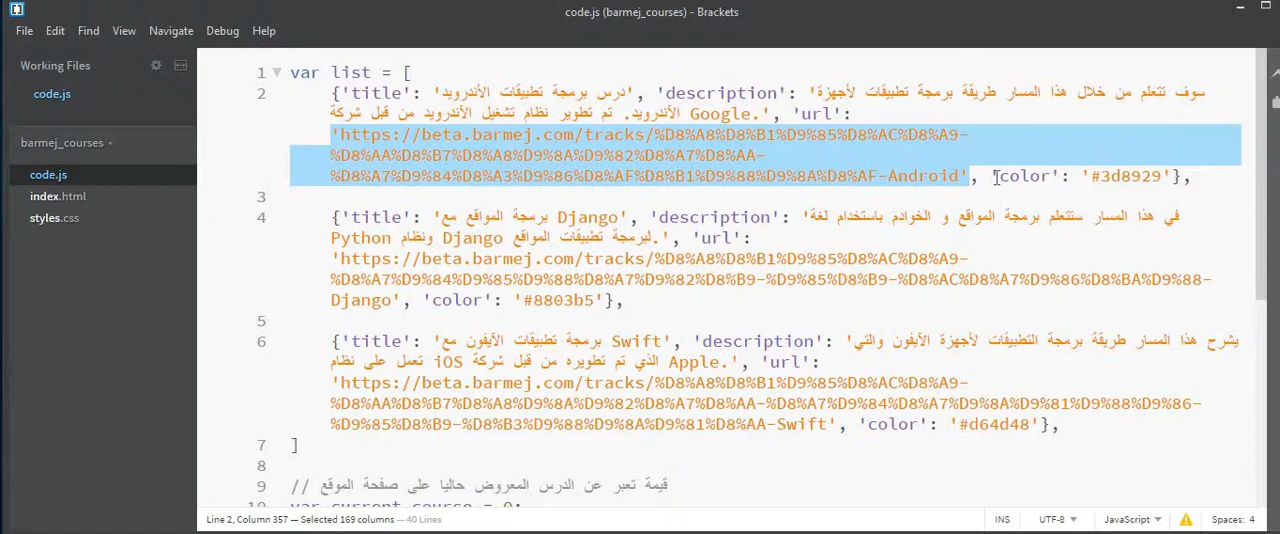 code.js (barmej_courses) - Brackets
File Edit Find View Navigate Debug Help
Working Files
code.js
barmej_courses
code.js
index.html
styles.css
1 var list = [
2 {'title': 'درس برمجة تطبيقات الأندرويد', 'description': 'سوف تتعلم من خلال هذا المسار طريقة برمجة تطبيقات لأجهزة
الأندرويد. تم تطوير نظام تشغيل الأندرويد من قبل شركة Google.', 'url':
'https://beta.barmej.com/tracks/%D8%A8%D8%B1%D9%85%D8%AC%D8%A9-
%D8%AA%D8%B7%D8%A8%D9%8A%D9%82%D8%A7%D8%AA-
%D8%A7%D9%84%D8%A3%D9%86%D8%AF%D8%B1%D9%88%D9%8A%D8%AF-Android', 'color': '#3d8929'},
3
4 {'title': 'برمجة المواقع مع Django', 'description': 'في هذا المسار ستتعلم برمجة المواقع و الخوادم باستخدام لغة
Python ونظام Django لبرمجة تطبيقات المواقع.', 'url':
'https://beta.barmej.com/tracks/%D8%A8%D8%B1%D9%85%D8%AC%D8%A9-
%D8%A7%D9%84%D9%85%D9%88%D8%A7%D9%82%D8%B9-%D9%85%D8%B9-%D8%AC%D8%A7%D9%86%D8%BA%D9%88-
Django', 'color': '#8803b5'},
5
6 {'title': 'برمجة تطبيقات الآيفون مع Swift', 'description': 'يشرح هذا المسار طريقة برمجة التطبيقات لأجهزة الآيفون والتي
تعمل على نظام iOS الذي تم تطويره من قبل شركة Apple.', 'url':
'https://beta.barmej.com/tracks/%D8%A8%D8%B1%D9%85%D8%AC%D8%A9-
%D8%AA%D8%B7%D8%A8%D9%8A%D9%82%D8%A7%D8%AA-%D8%A7%D9%84%D8%A7%D9%8A%D9%81%D9%88%D9%86-
%D9%85%D8%B9-%D8%B3%D9%88%D9%8A%D9%81%D8%AA-Swift', 'color': '#d64d48'},
7 ]
8
9 // قيمة تعبر عن الدرس المعروض حاليا على صفحة الموقع
10 var current_course = 0;
Line 2, Column 357 — Selected 169 columns — 40 Lines
INS UTF-8 JavaScript Spaces: 4